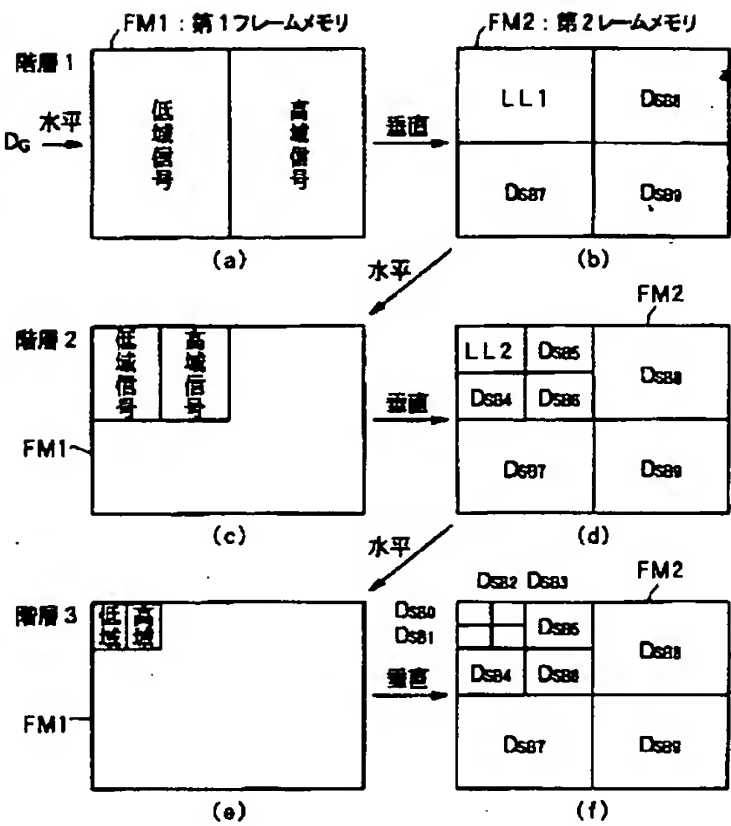 FM1：第1フレームメモリ
FM2：第2レームメモリ
階層1
DG
水平
低域信号
高域信号
垂直
LL1
DSB8
DSB7
DSB9
(a)
(b)
水平
FM2
階層2
低域信号
高域信号
FM1
垂直
LL2
DSB5
DSB4
DSB6
DSB8
DSB7
DSB9
(c)
(d)
水平
DSB2 DSB3
FM2
階層3
低域
高域
FM1
DSB0
DSB1
垂直
DSB5
DSB4
DSB6
DSB8
DSB7
DSB9
(e)
(f)